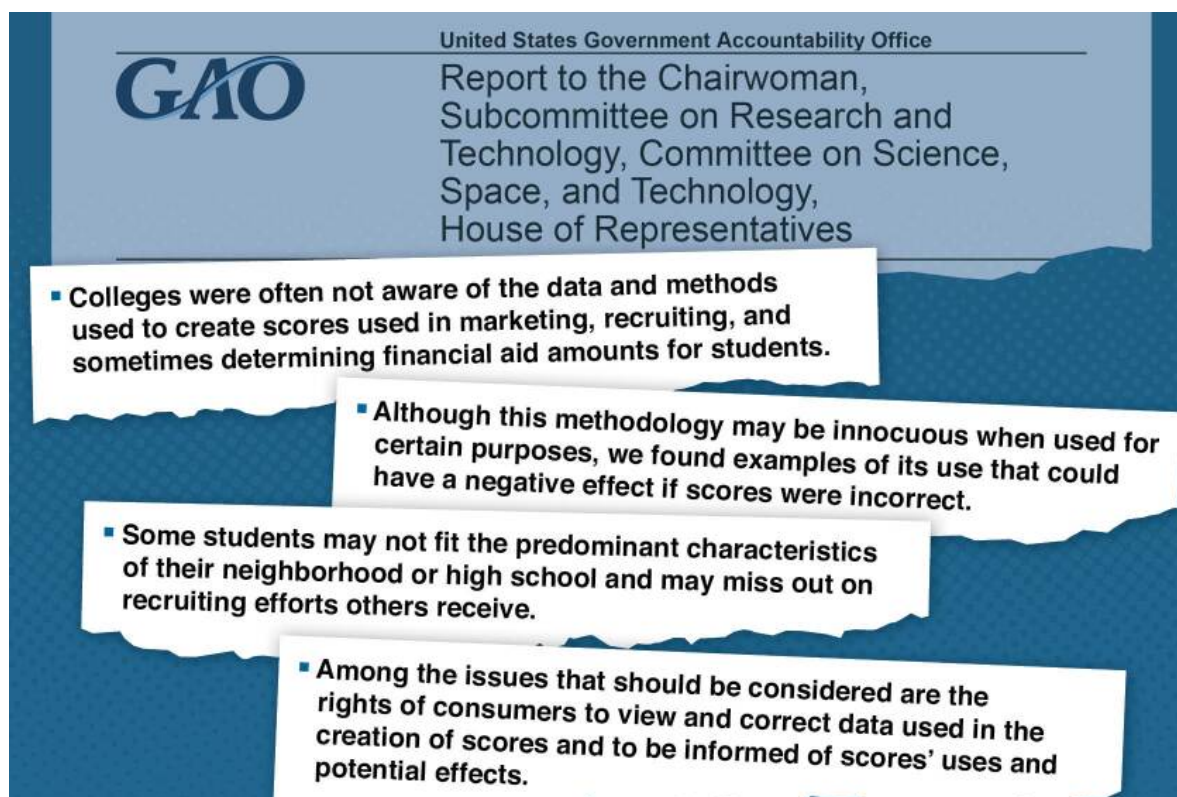 United States Government Accountability Office
GAO
Report to the Chairwoman,
Subcommittee on Research and
Technology, Committee on Science,
Space, and Technology,
House of Representatives
▪ Colleges were often not aware of the data and methods
used to create scores used in marketing, recruiting, and
sometimes determining financial aid amounts for students.
▪ Although this methodology may be innocuous when used for
certain purposes, we found examples of its use that could
have a negative effect if scores were incorrect.
▪ Some students may not fit the predominant characteristics
of their neighborhood or high school and may miss out on
recruiting efforts others receive.
▪ Among the issues that should be considered are the
rights of consumers to view and correct data used in the
creation of scores and to be informed of scores’ uses and
potential effects.